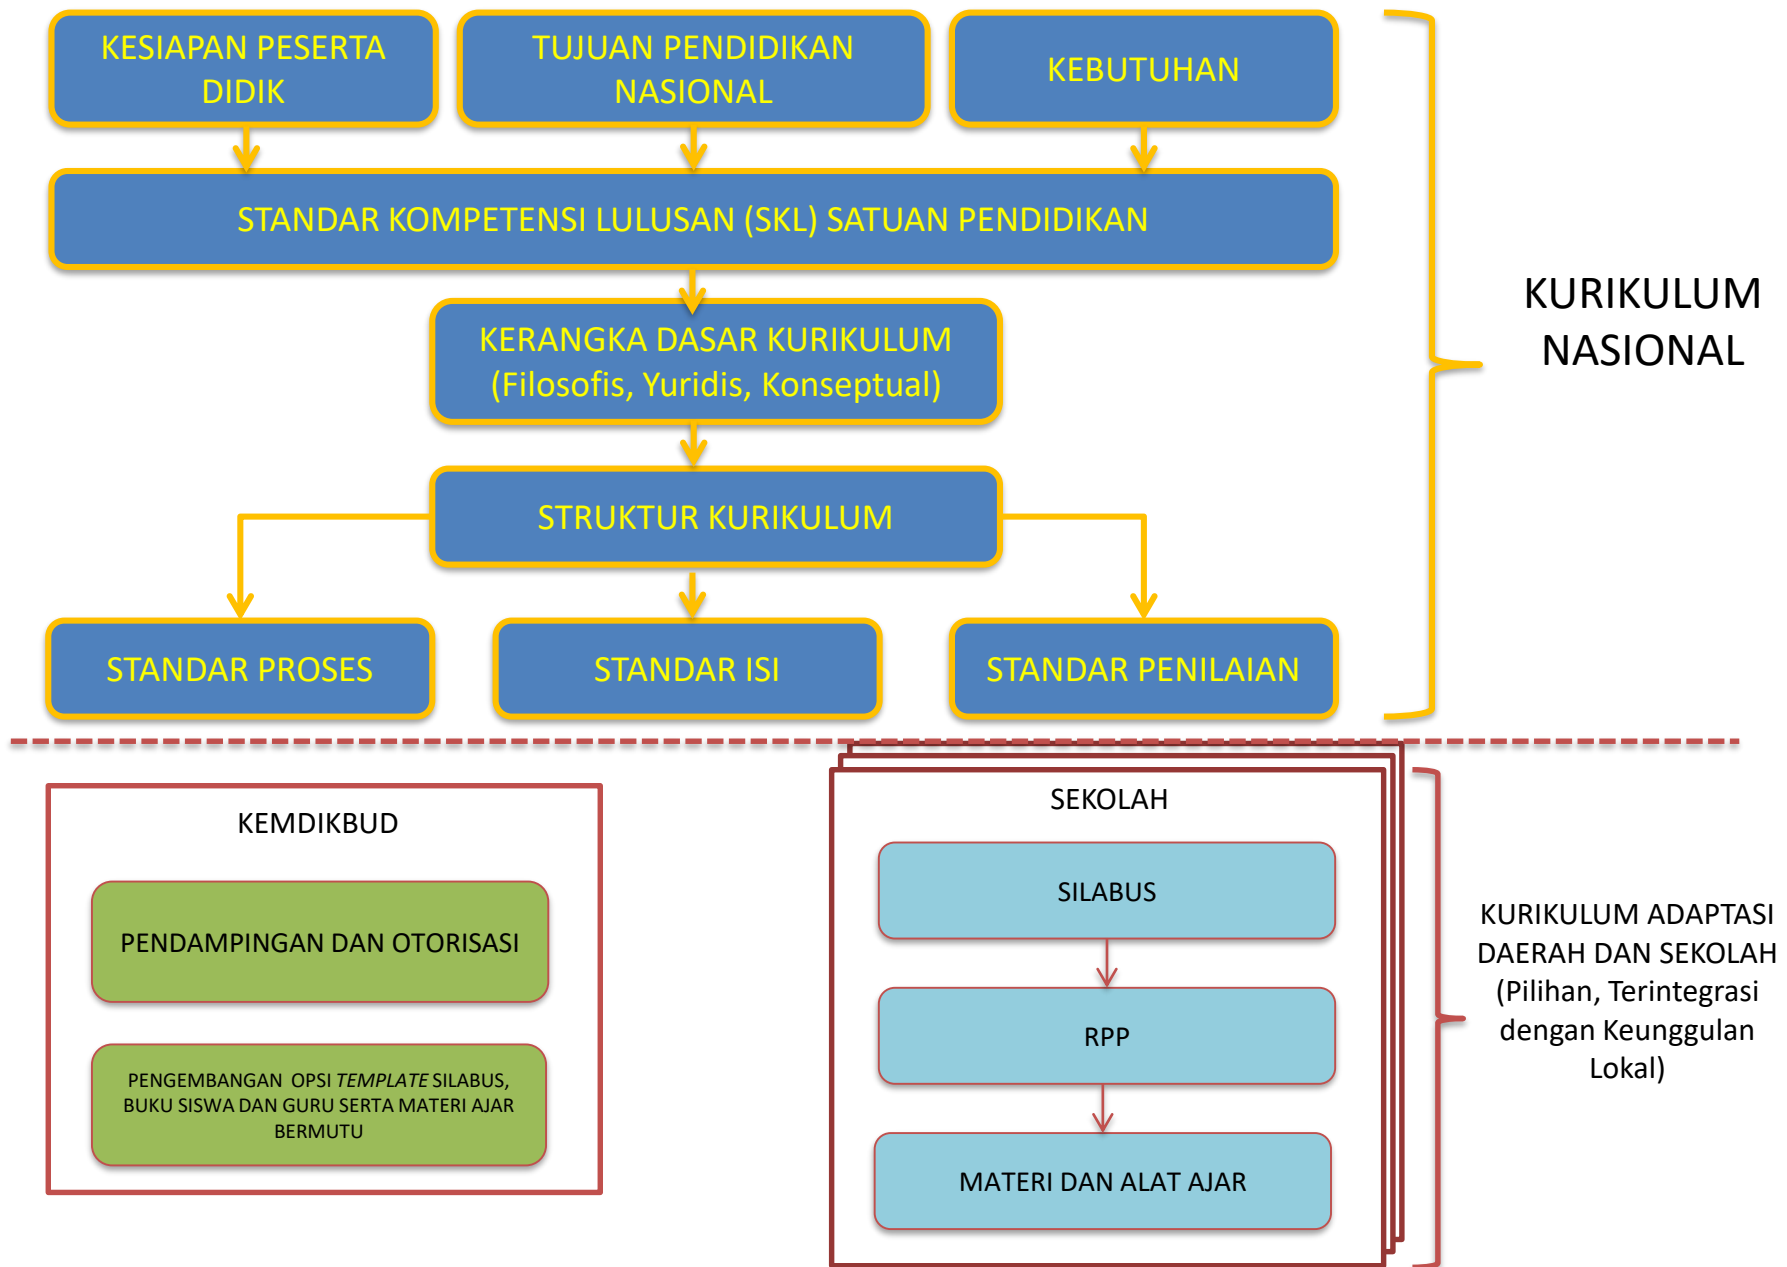 KESIAPAN PESERTA
DIDIK
TUJUAN PENDIDIKAN
NASIONAL
KEBUTUHAN
STANDAR KOMPETENSI LULUSAN (SKL) SATUAN PENDIDIKAN
KERANGKA DASAR KURIKULUM
(Filosofis, Yuridis, Konseptual)
STRUKTUR KURIKULUM
STANDAR PROSES
STANDAR ISI
STANDAR PENILAIAN
KURIKULUM
NASIONAL
KEMDIKBUD
PENDAMPINGAN DAN OTORISASI
PENGEMBANGAN OPSI TEMPLATE SILABUS,
BUKU SISWA DAN GURU SERTA MATERI AJAR
BERMUTU
SEKOLAH
SILABUS
RPP
MATERI DAN ALAT AJAR
KURIKULUM ADAPTASI
DAERAH DAN SEKOLAH
(Pilihan, Terintegrasi
dengan Keunggulan
Lokal)